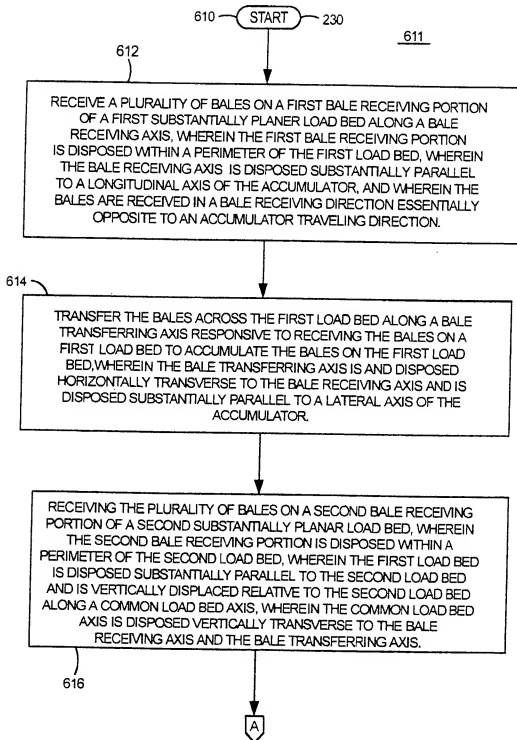 610 START 230
611
612
RECEIVE A PLURALITY OF BALES ON A FIRST BALE RECEIVING PORTION
OF A FIRST SUBSTANTIALLY PLANER LOAD BED ALONG A BALE
RECEIVING AXIS, WHEREIN THE FIRST BALE RECEIVING PORTION
IS DISPOSED WITHIN A PERIMETER OF THE FIRST LOAD BED, WHEREIN
THE BALE RECEIVING AXIS IS DISPOSED SUBSTANTIALLY PARALLEL
TO A LONGITUDINAL AXIS OF THE ACCUMULATOR, AND WHEREIN THE
BALES ARE RECEIVED IN A BALE RECEIVING DIRECTION ESSENTIALLY
OPPOSITE TO AN ACCUMULATOR TRAVELING DIRECTION.
614
TRANSFER THE BALES ACROSS THE FIRST LOAD BED ALONG A BALE
TRANSFERRING AXIS RESPONSIVE TO RECEIVING THE BALES ON A
FIRST LOAD BED TO ACCUMULATE THE BALES ON THE FIRST LOAD
BED,WHEREIN THE BALE TRANSFERRING AXIS IS AND DISPOSED
HORIZONTALLY TRANSVERSE TO THE BALE RECEIVING AXIS AND IS
DISPOSED SUBSTANTIALLY PARALLEL TO A LATERAL AXIS OF THE
ACCUMULATOR.
RECEIVING THE PLURALITY OF BALES ON A SECOND BALE RECEIVING
PORTION OF A SECOND SUBSTANTIALLY PLANAR LOAD BED, WHEREIN
THE SECOND BALE RECEIVING PORTION IS DISPOSED WITHIN A
PERIMETER OF THE SECOND LOAD BED, WHEREIN THE FIRST LOAD BED
IS DISPOSED SUBSTANTIALLY PARALLEL TO THE SECOND LOAD BED
AND IS VERTICALLY DISPLACED RELATIVE TO THE SECOND LOAD BED
ALONG A COMMON LOAD BED AXIS, WHEREIN THE COMMON LOAD BED
AXIS IS DISPOSED VERTICALLY TRANSVERSE TO THE BALE
RECEIVING AXIS AND THE BALE TRANSFERRING AXIS.
616
A